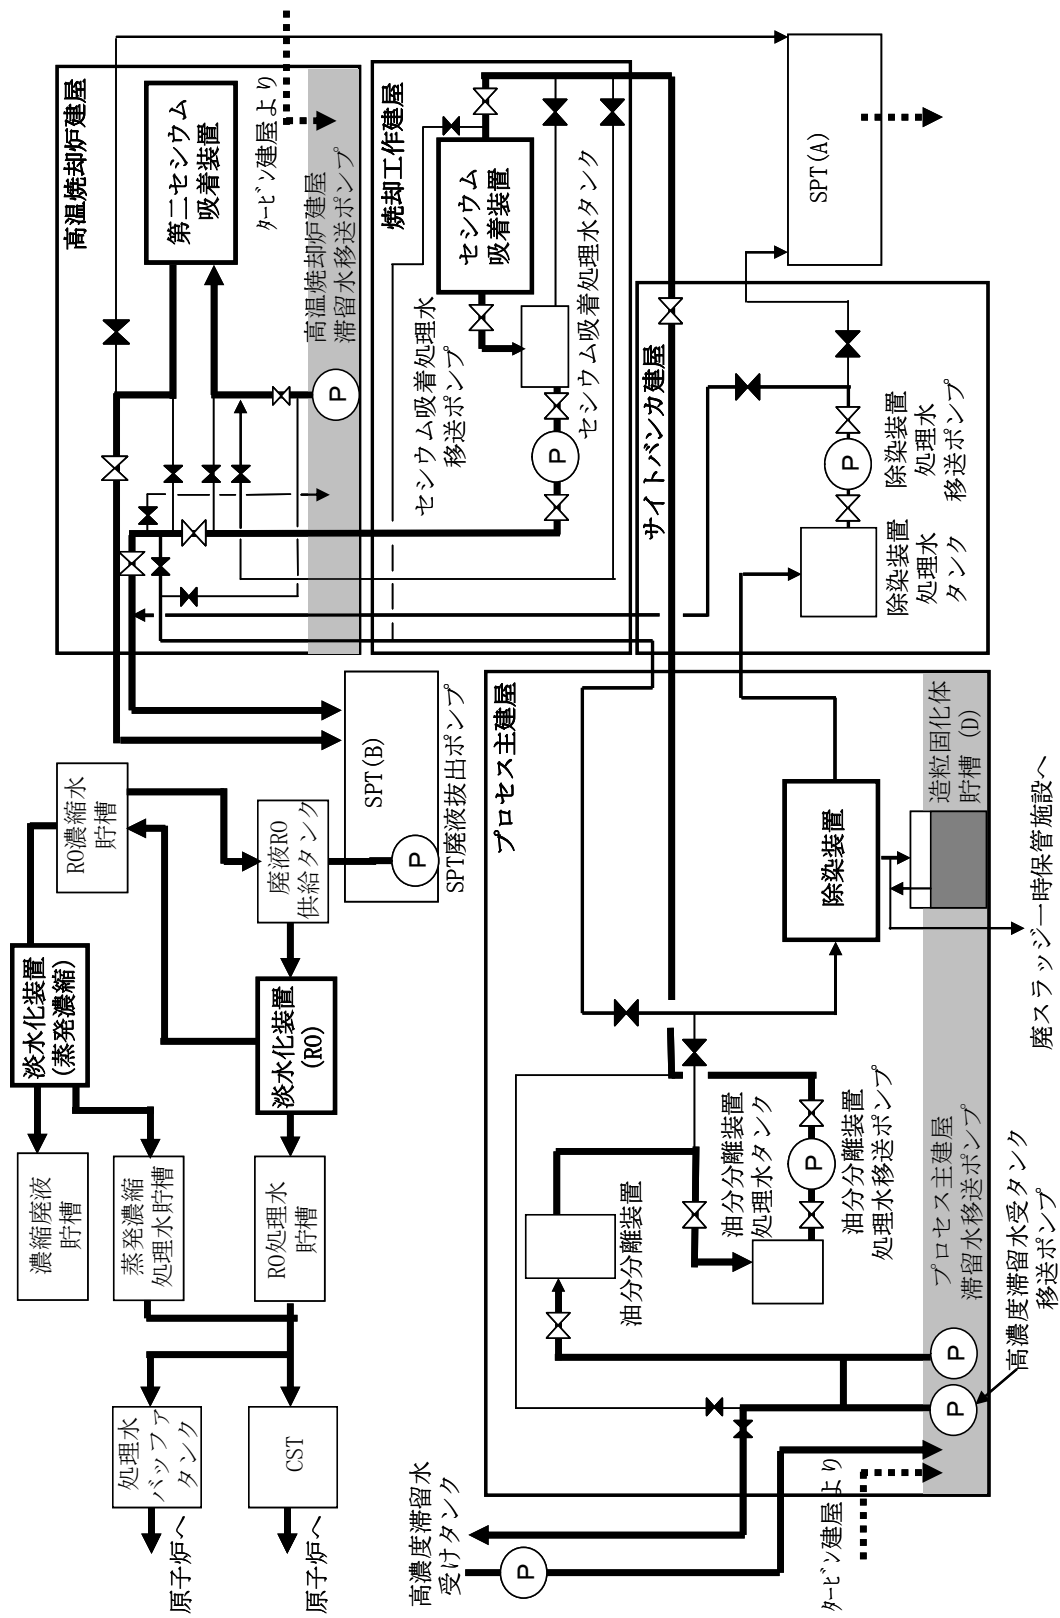 高温焼却炉建屋
第二セシウム
吸着装置
タービン建屋より
高温焼却炉建屋
滞留水移送ポンプ
P
焼却工作建屋
セシウム
吸着装置
セシウム吸着処理水
移送ポンプ
セシウム吸着処理水タンク
P
サイトバンカ建屋
除染装置
処理水
移送ポンプ
P
除染装置
処理水
タンク
SPT(A)
SPT(B)
P
SPT廃液抜出ポンプ
RO濃縮水
貯槽
廃液RO
供給タンク
淡水化装置
(蒸発濃縮)
淡水化装置
(RO)
濃縮廃液
貯槽
蒸発濃縮
処理水貯槽
RO処理水
貯槽
処理水
バッファ
タンク
CST
原子炉へ
原子炉へ
プロセス主建屋
除染装置
造粒固化体
貯槽(D)
廃スラッジ一時保管施設へ
油分分離装置
油分分離装置
処理水タンク
油分分離装置
処理水移送ポンプ
P
プロセス主建屋
滞留水移送ポンプ
P
P
高濃度滞留水受タンク
移送ポンプ
高濃度滞留水
受けタンク
P
タービン建屋より